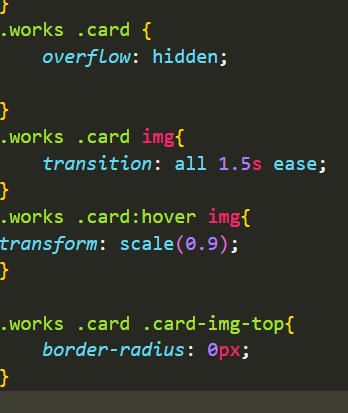 }
.works .card {
    overflow: hidden;

}
.works .card img{
    transition: all 1.5s ease;
}
.works .card:hover img{
transform: scale(0.9);
}

.works .card .card-img-top{
    border-radius: 0px;
}